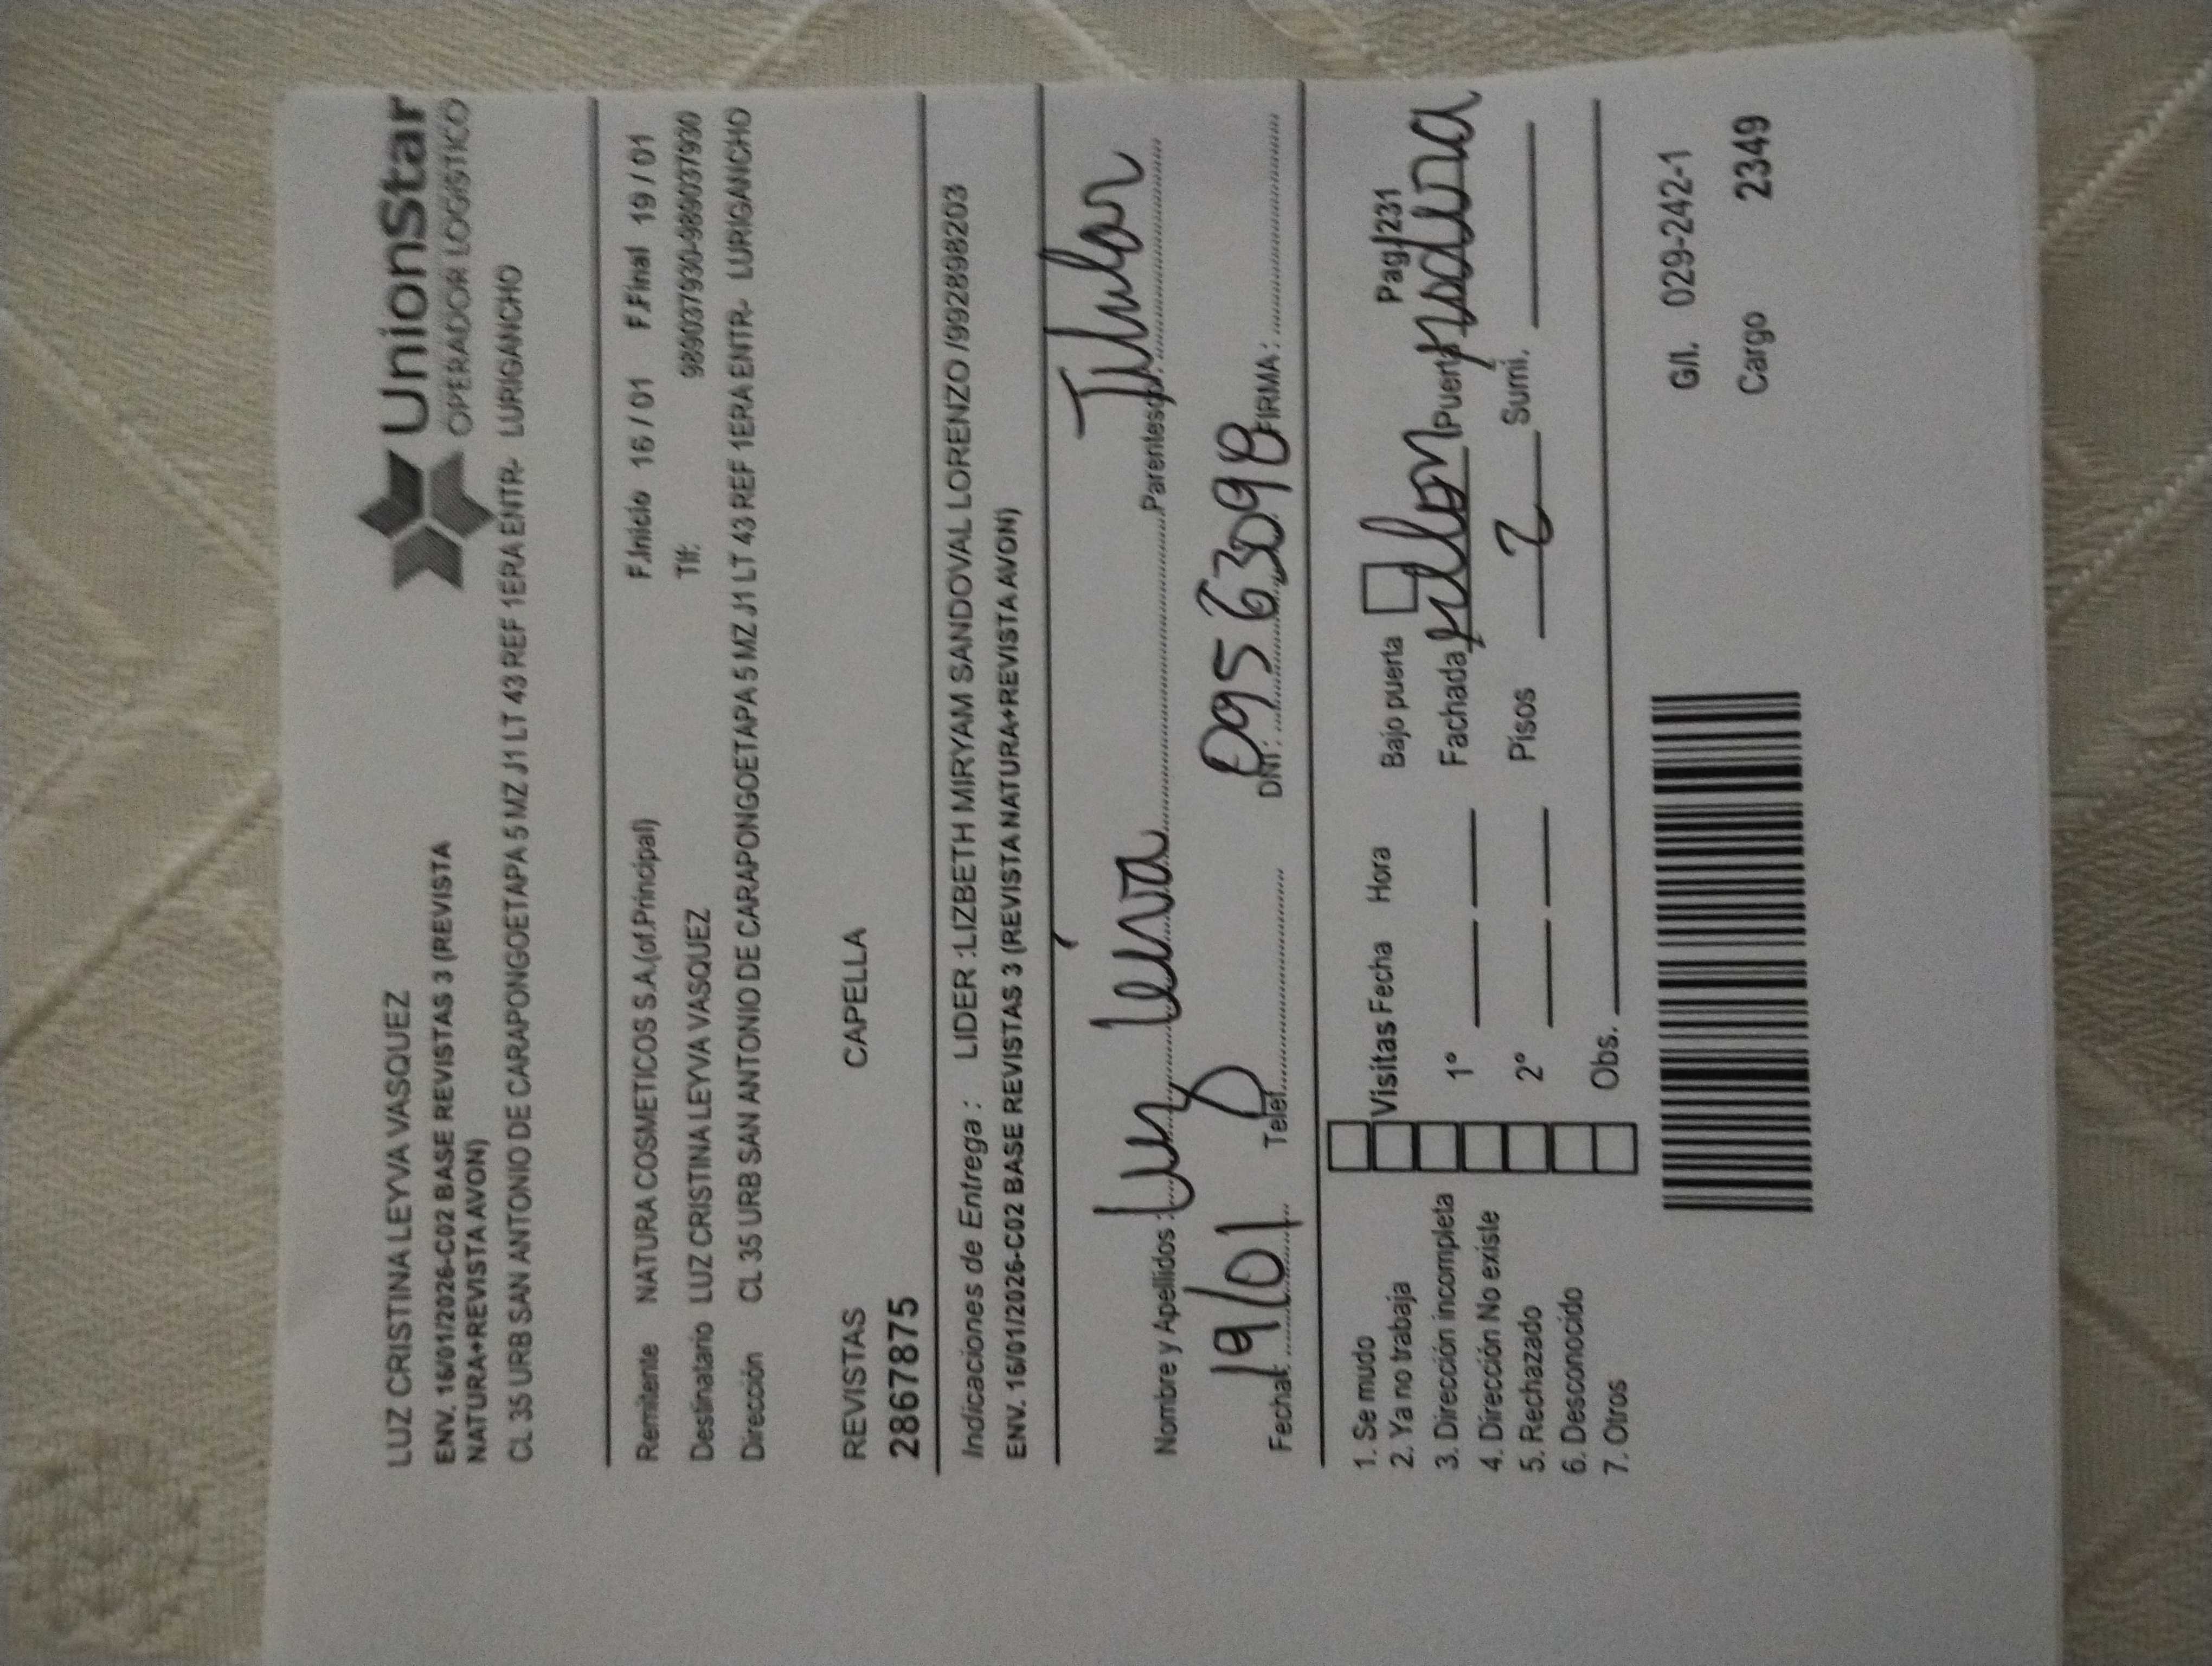 LUZ CRISTINA LEYVA VASQUEZ
UnionStar
OPERADOR LOGISTICO
ENV. 16/01/2026-C02 BASE REVISTAS 3 (REVISTA
NATURA+REVISTA AVON)
CL 35 URB SAN ANTONIO DE CARAPONGOETAPA 5 MZ J1 LT 43 REF 1ERA ENTR- LURIGANCHO
Remitente NATURA COSMETICOS S.A.(of.Principal) F.Inicio 16/01 F.Final 19/01
Destinatario LUZ CRISTINA LEYVA VASQUEZ Tlf: 989037930-989037930
Dirección CL 35 URB SAN ANTONIO DE CARAPONGOETAPA 5 MZ J1 LT 43 REF 1ERA ENTR- LURIGANCHO
REVISTAS CAPELLA
28678 75
Indicaciones de Entrega : LIDER :LIZBETH MIRYAM SANDOVAL LORENZO /992898203
ENV. 16/01/2026-C02 BASE REVISTAS 3 (REVISTA NATURA+REVISTA AVON)
Nombre y Apellidos : Luz Leiva Parentesco: Titular
Fecha: 19/01 Telef. DNI: 09563098 FIRMA:
1. Se mudo
2. Ya no trabaja
3. Dirección incompleta
4. Dirección No existe
5. Rechazado
6. Desconocido
7. Otros
Visitas Fecha Hora Bajo puerta Pag/231
1° Fachada Puerta
2° Pisos 2 Sumi.
Obs.
G/l. 029-242-1
Cargo 2349